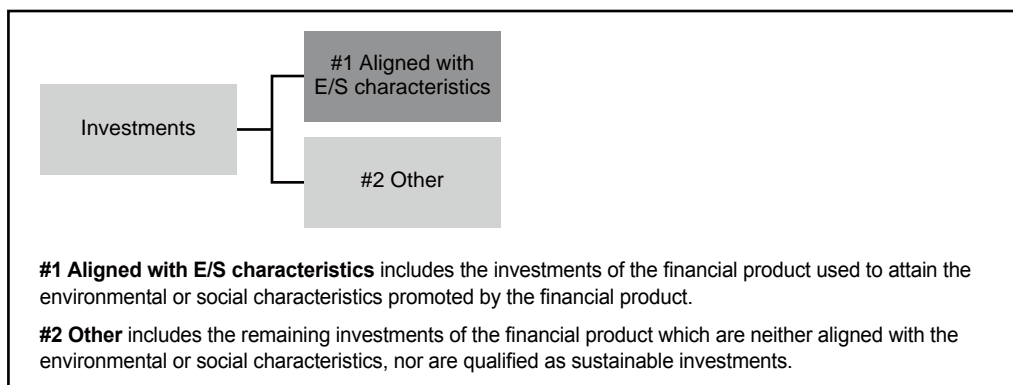 #1 Aligned with
E/S characteristics
Investments
#2 Other
#1 Aligned with E/S characteristics includes the investments of the financial product used to attain the
environmental or social characteristics promoted by the financial product.
#2 Other includes the remaining investments of the financial product which are neither aligned with the
environmental or social characteristics, nor are qualified as sustainable investments.